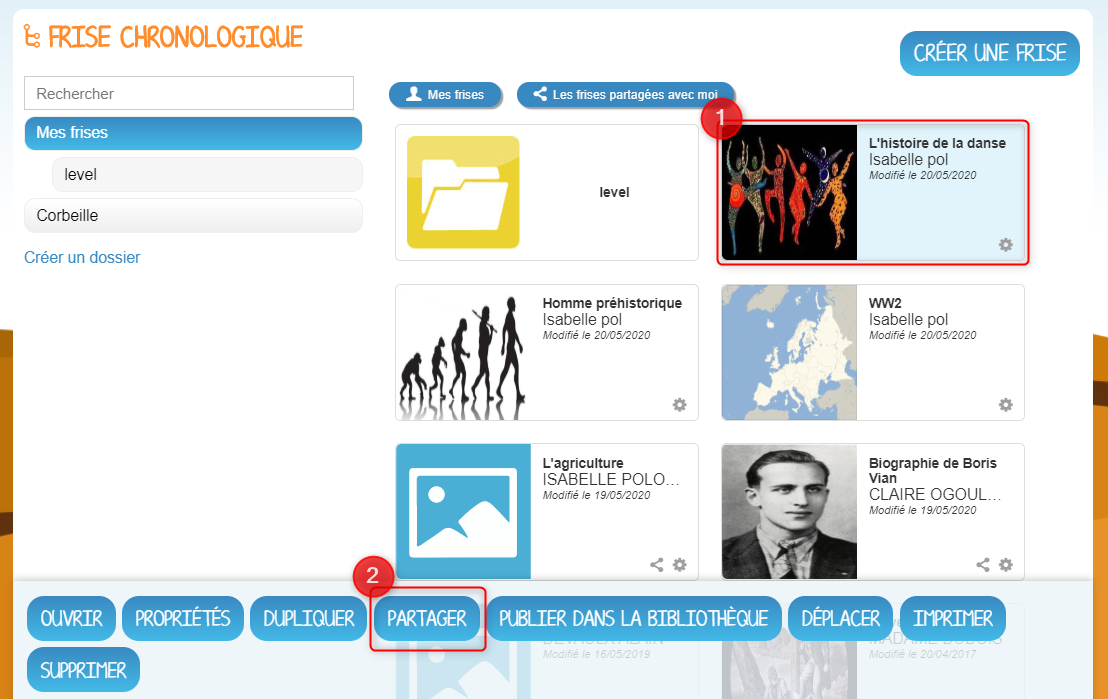 FRISE CHRONOLOGIQUE
CRÉER UNE FRISE
Rechercher
Mes frises
level
Corbeille
Créer un dossier
Mes frises
Les frises partagées avec moi
1
level
L'histoire de la danse
Isabelle pol
Modifié le 20/05/2020
Homme préhistorique
Isabelle pol
Modifié le 20/05/2020
WW2
Isabelle pol
Modifié le 20/05/2020
L'agriculture
ISABELLE POLO...
Modifié le 19/05/2020
Biographie de Boris
Vian
CLAIRE OGOUL...
Modifié le 19/05/2020
2
OUVRIR
PROPRIÉTÉS
DUPLIQUER
PARTAGER
PUBLIER DANS LA BIBLIOTHÈQUE
DÉPLACER
IMPRIMER
SUPPRIMER
Modifié le 16/05/2019
MADAME DUBOIS
Modifié le 20/04/2017